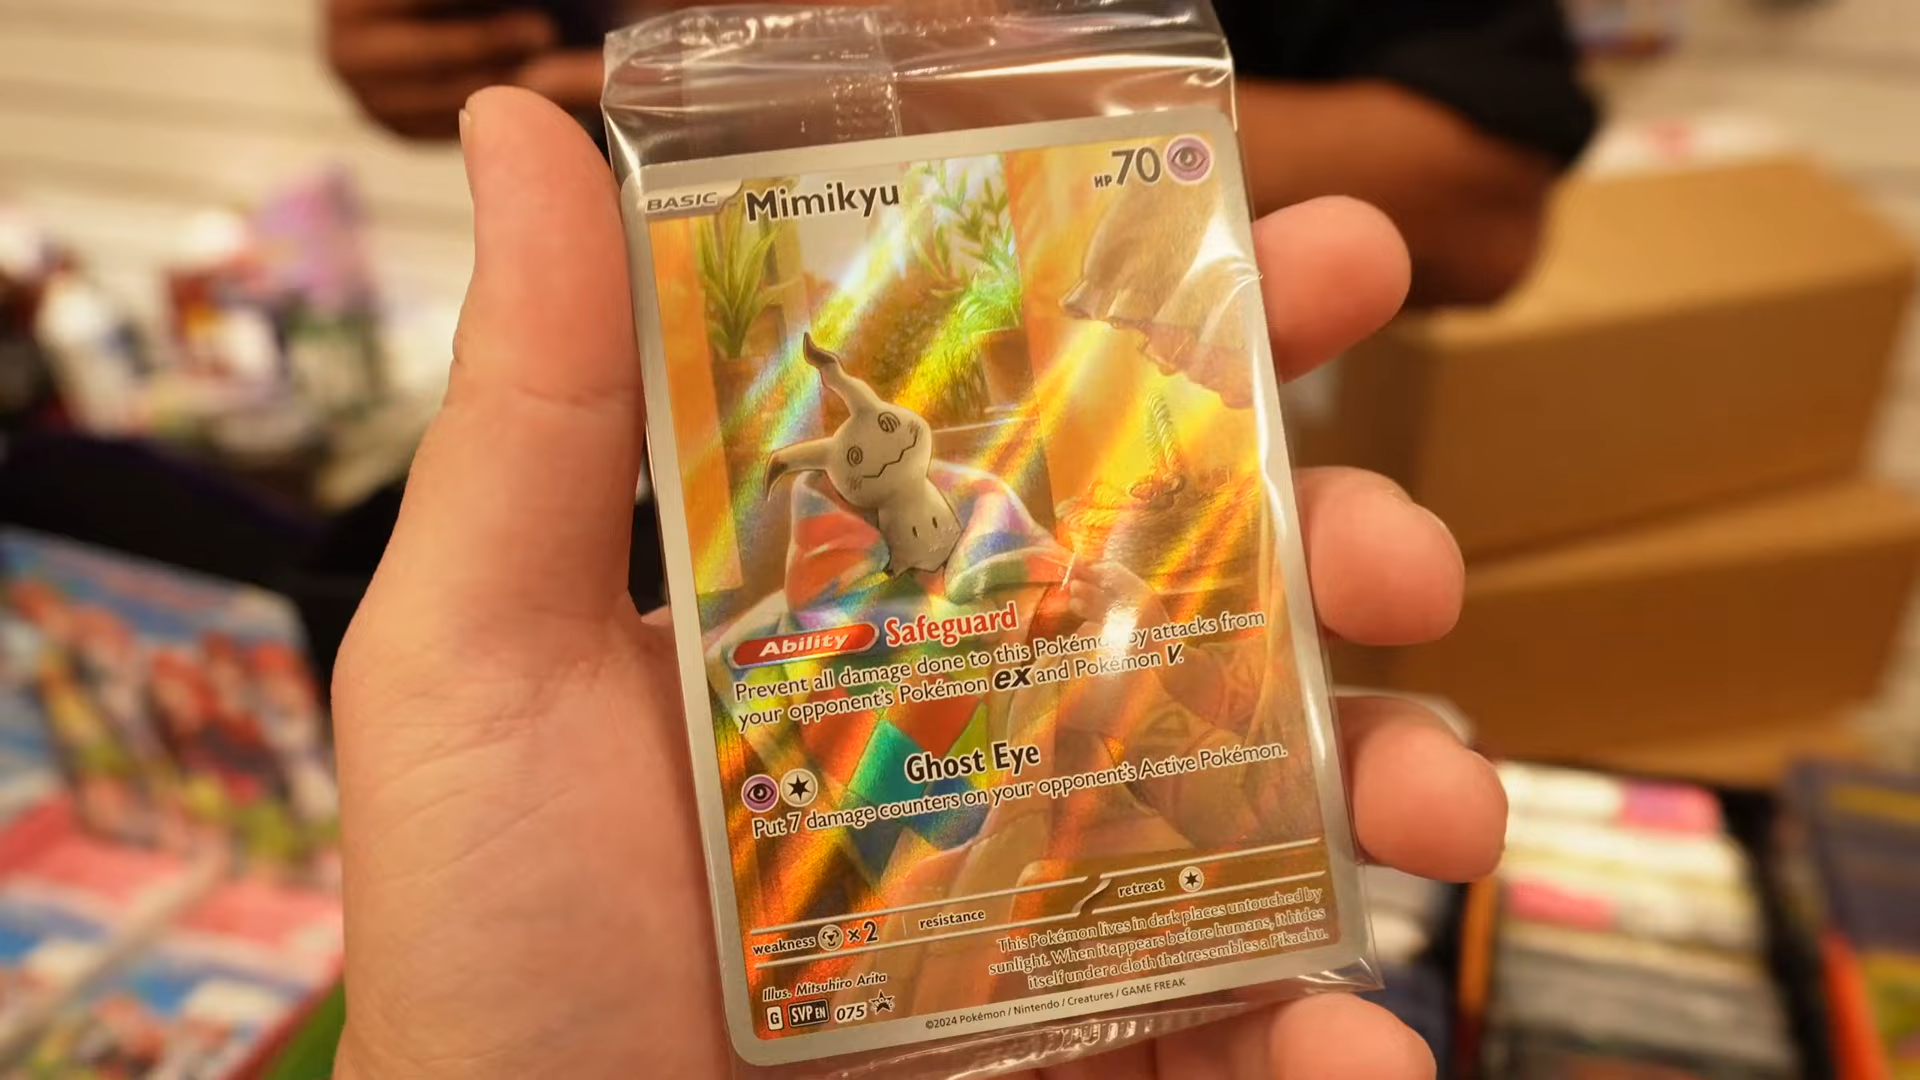 BASIC Mimikyu HP 70
Ability Safeguard
Prevent all damage done to this Pokémon by attacks from
your opponent's Pokémon ex and Pokémon V.
Ghost Eye
Put 7 damage counters on your opponent's Active Pokémon.
weakness ×2 resistance retreat
This Pokémon lives in dark places untouched by
sunlight. When it appears before humans, it hides
itself under a cloth that resembles a Pikachu.
Illus. Mitsuhiro Arita
G SVP EN 075
©2024 Pokémon / Nintendo / Creatures / GAME FREAK